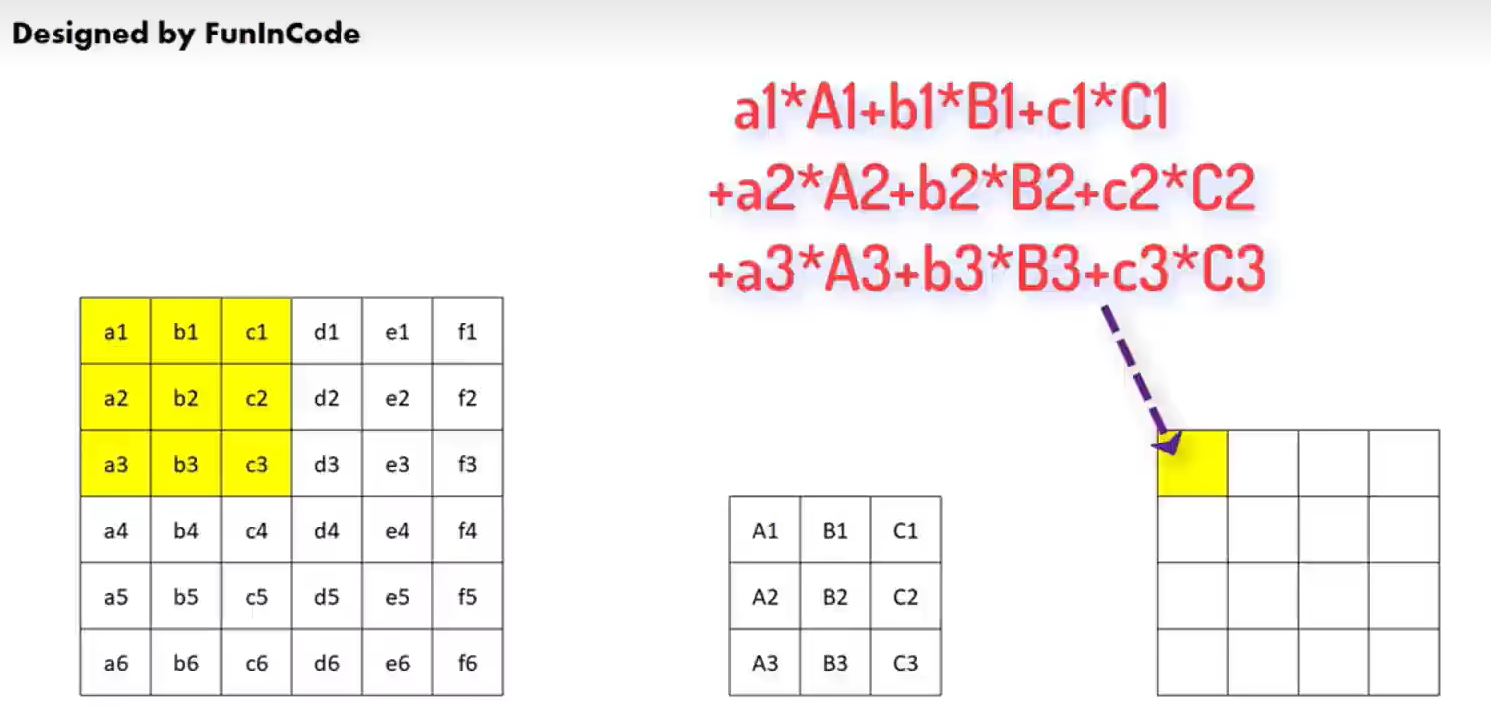 Designed by FunInCode
a1*A1+b1*B1+c1*C1
+a2*A2+b2*B2+c2*C2
+a3*A3+b3*B3+c3*C3
a1 b1 c1 d1 e1 f1
a2 b2 c2 d2 e2 f2
a3 b3 c3 d3 e3 f3
a4 b4 c4 d4 e4 f4
a5 b5 c5 d5 e5 f5
a6 b6 c6 d6 e6 f6
A1 B1 C1
A2 B2 C2
A3 B3 C3